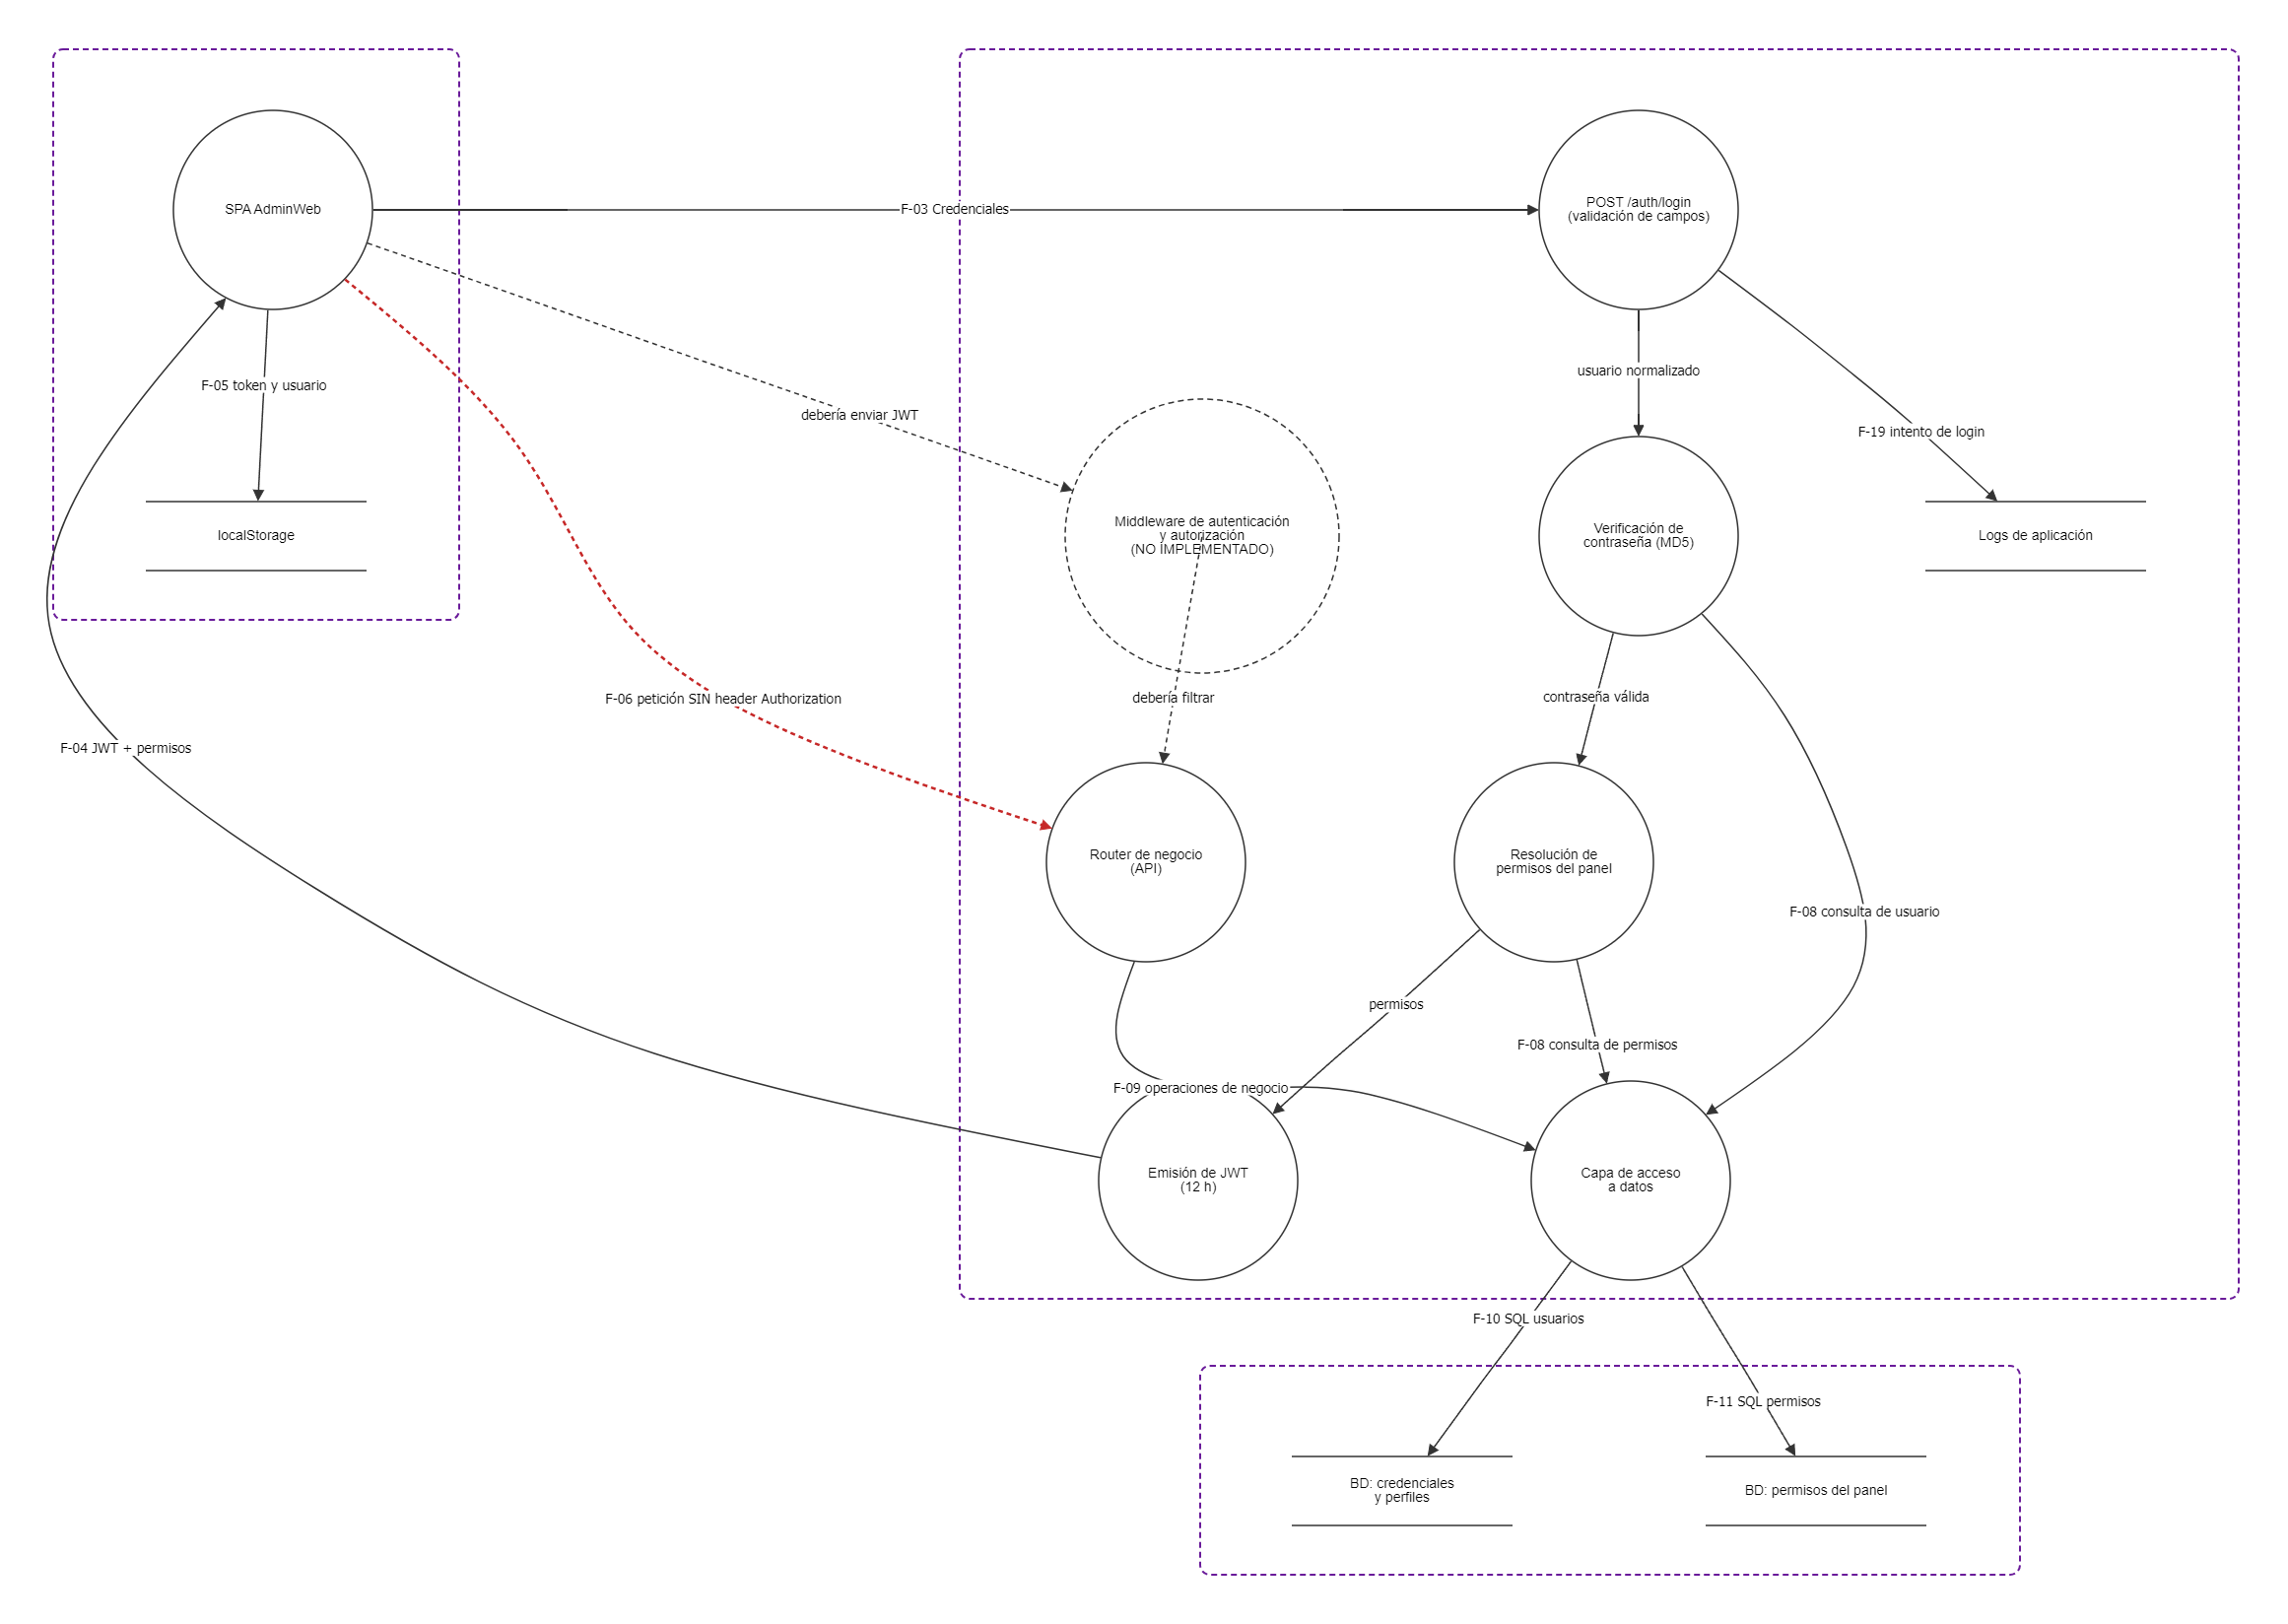 SPA AdminWeb
F-03 Credenciales
POST /auth/login
(validación de campos)
usuario normalizado
F-05 token y usuario
debería enviar JWT
F-19 intento de login
localStorage
Middleware de autenticación
y autorización
(NO IMPLEMENTADO)
Verificación de
contraseña (MD5)
Logs de aplicación
F-06 petición SIN header Authorization
debería filtrar
contraseña válida
F-04 JWT + permisos
Router de negocio
(API)
Resolución de
permisos del panel
F-08 consulta de usuario
permisos
F-08 consulta de permisos
F-09 operaciones de negocio
Emisión de JWT
(12 h)
Capa de acceso
a datos
F-10 SQL usuarios
F-11 SQL permisos
BD: credenciales
y perfiles
BD: permisos del panel